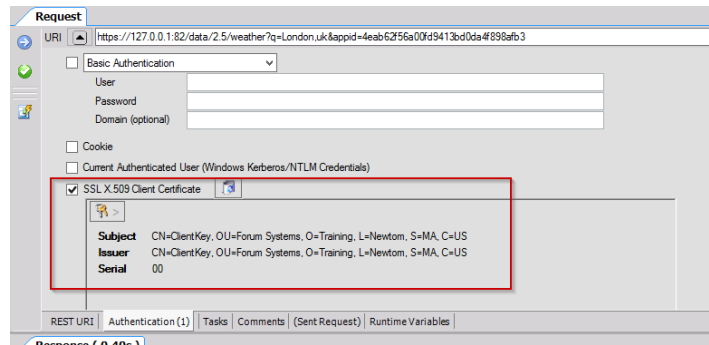 Request
URI https://127.0.0.1:82/data/2.5/weather?q=London,uk&appid=4eab62f56a00fd9413bd0da4f898afb3
Basic Authentication
User
Password
Domain (optional)
Cookie
Current Authenticated User (Windows Kerberos/NTLM Credentials)
SSL X.509 Client Certificate
>
Subject CN=ClientKey, OU=Forum Systems, O=Training, L=Newtom, S=MA, C=US
Issuer CN=ClientKey, OU=Forum Systems, O=Training, L=Newtom, S=MA, C=US
Serial 00
REST URI Authentication (1) Tasks Comments (Sent Request) Runtime Variables
Response ( 0.40s )